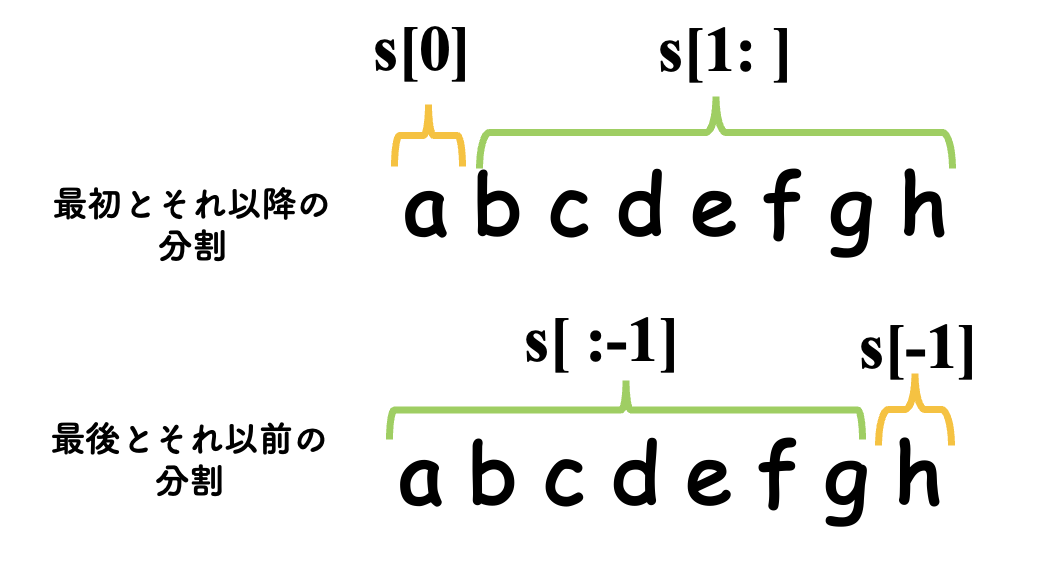 s[0]
s[1: ]
最初とそれ以降の
分割
a b c d e f g h
s[ :-1]
s[-1]
最後とそれ以前の
分割
a b c d e f g h